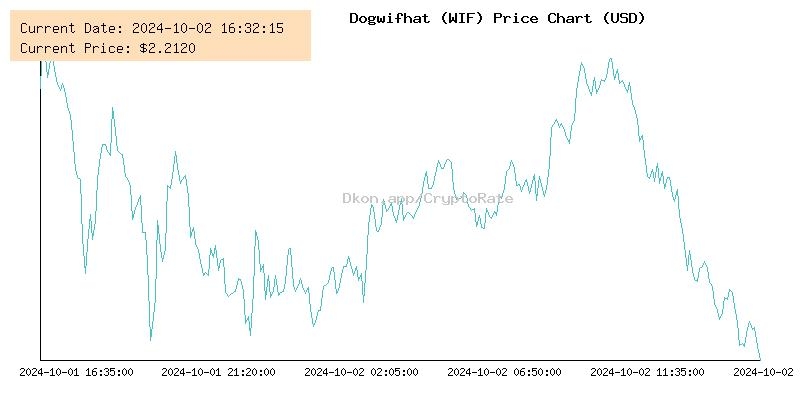 Dogwifhat (WIF) Price Chart (USD)
Current Date: 2024-10-02 16:32:15
Current Price: $2.2120
Dkon.app/CryptoRate
2024-10-01 16:35:00 2024-10-01 21:20:00 2024-10-02 02:05:00 2024-10-02 06:50:00 2024-10-02 11:35:00 2024-10-02